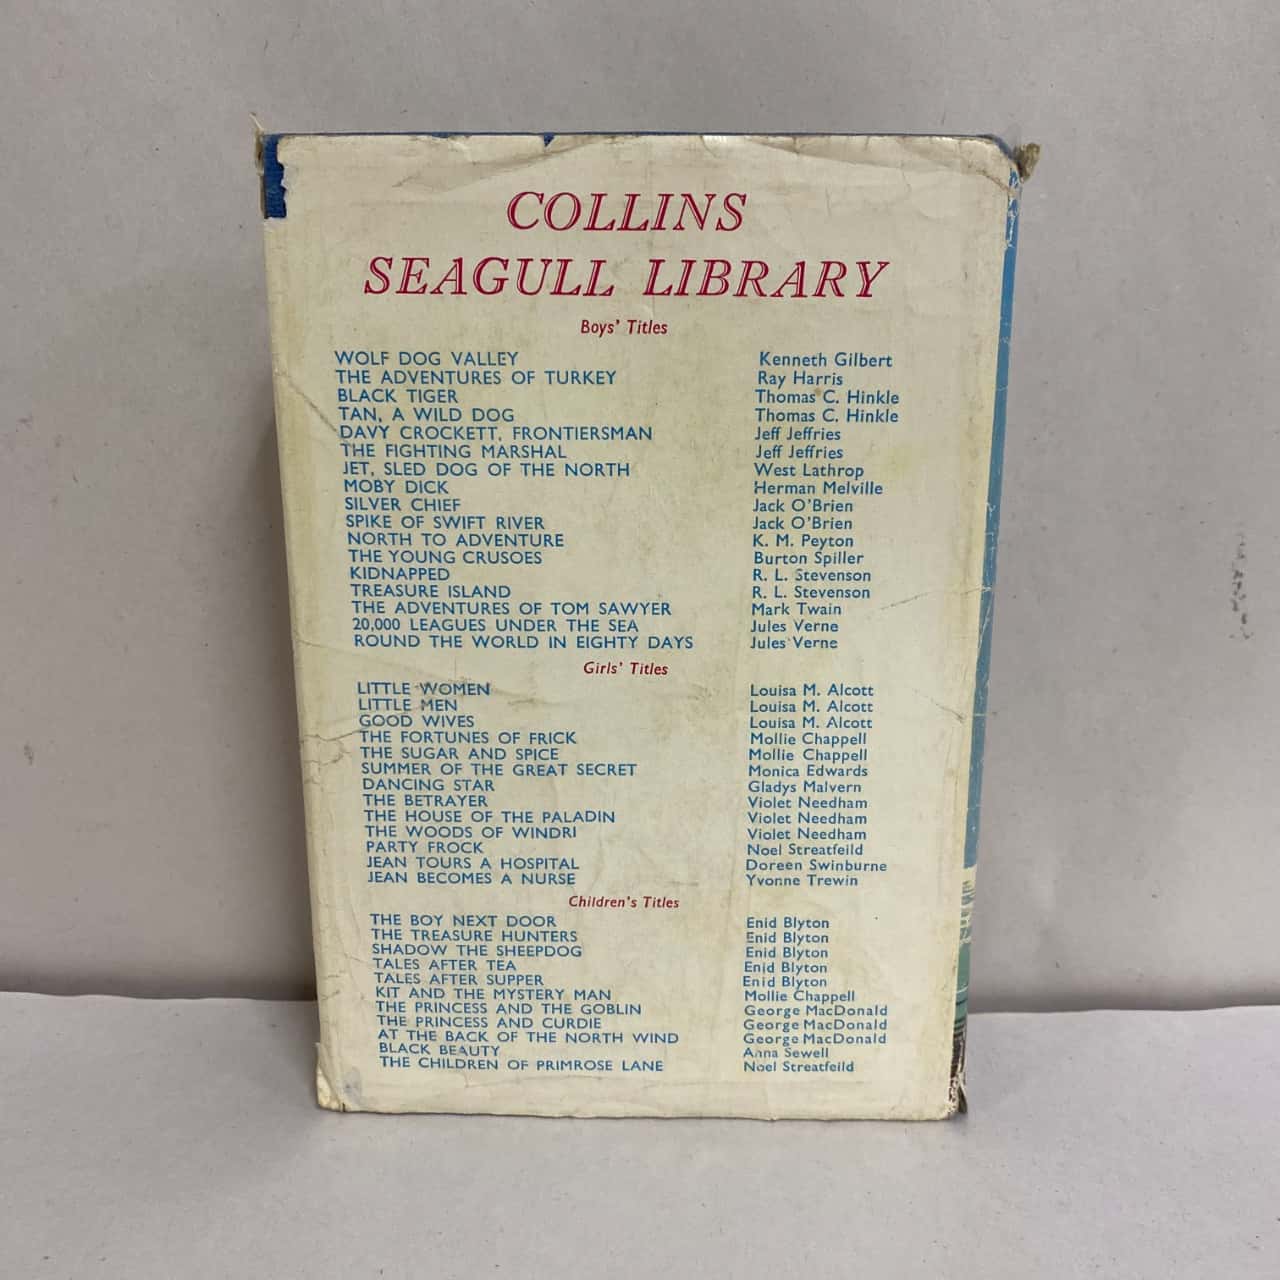 COLLINS
SEAGULL LIBRARY
Boys' Titles
WOLF DOG VALLEY Kenneth Gilbert
THE ADVENTURES OF TURKEY Ray Harris
BLACK TIGER Thomas C. Hinkle
TAN, A WILD DOG Thomas C. Hinkle
DAVY CROCKETT, FRONTIERSMAN Jeff Jeffries
THE FIGHTING MARSHAL Jeff Jeffries
JET, SLED DOG OF THE NORTH West Lathrop
MOBY DICK Herman Melville
SILVER CHIEF Jack O'Brien
SPIKE OF SWIFT RIVER Jack O'Brien
NORTH TO ADVENTURE K. M. Peyton
THE YOUNG CRUSOES Burton Spiller
KIDNAPPED R. L. Stevenson
TREASURE ISLAND R. L. Stevenson
THE ADVENTURES OF TOM SAWYER Mark Twain
20,000 LEAGUES UNDER THE SEA Jules Verne
ROUND THE WORLD IN EIGHTY DAYS Jules Verne
Girls' Titles
LITTLE WOMEN Louisa M. Alcott
LITTLE MEN Louisa M. Alcott
GOOD WIVES Louisa M. Alcott
THE FORTUNES OF FRICK Mollie Chappell
THE SUGAR AND SPICE Mollie Chappell
SUMMER OF THE GREAT SECRET Monica Edwards
DANCING STAR Gladys Malvern
THE BETRAYER Violet Needham
THE HOUSE OF THE PALADIN Violet Needham
THE WOODS OF WINDRI Violet Needham
PARTY FROCK Noel Streatfeild
JEAN TOURS A HOSPITAL Doreen Swinburne
JEAN BECOMES A NURSE Yvonne Trewin
Children's Titles
THE BOY NEXT DOOR Enid Blyton
THE TREASURE HUNTERS Enid Blyton
SHADOW THE SHEEPDOG Enid Blyton
TALES AFTER TEA Enid Blyton
TALES AFTER SUPPER Enid Blyton
KIT AND THE MYSTERY MAN Mollie Chappell
THE PRINCESS AND THE GOBLIN George MacDonald
THE PRINCESS AND CURDIE George MacDonald
AT THE BACK OF THE NORTH WIND George MacDonald
BLACK BEAUTY Anna Sewell
THE CHILDREN OF PRIMROSE LANE Noel Streatfeild